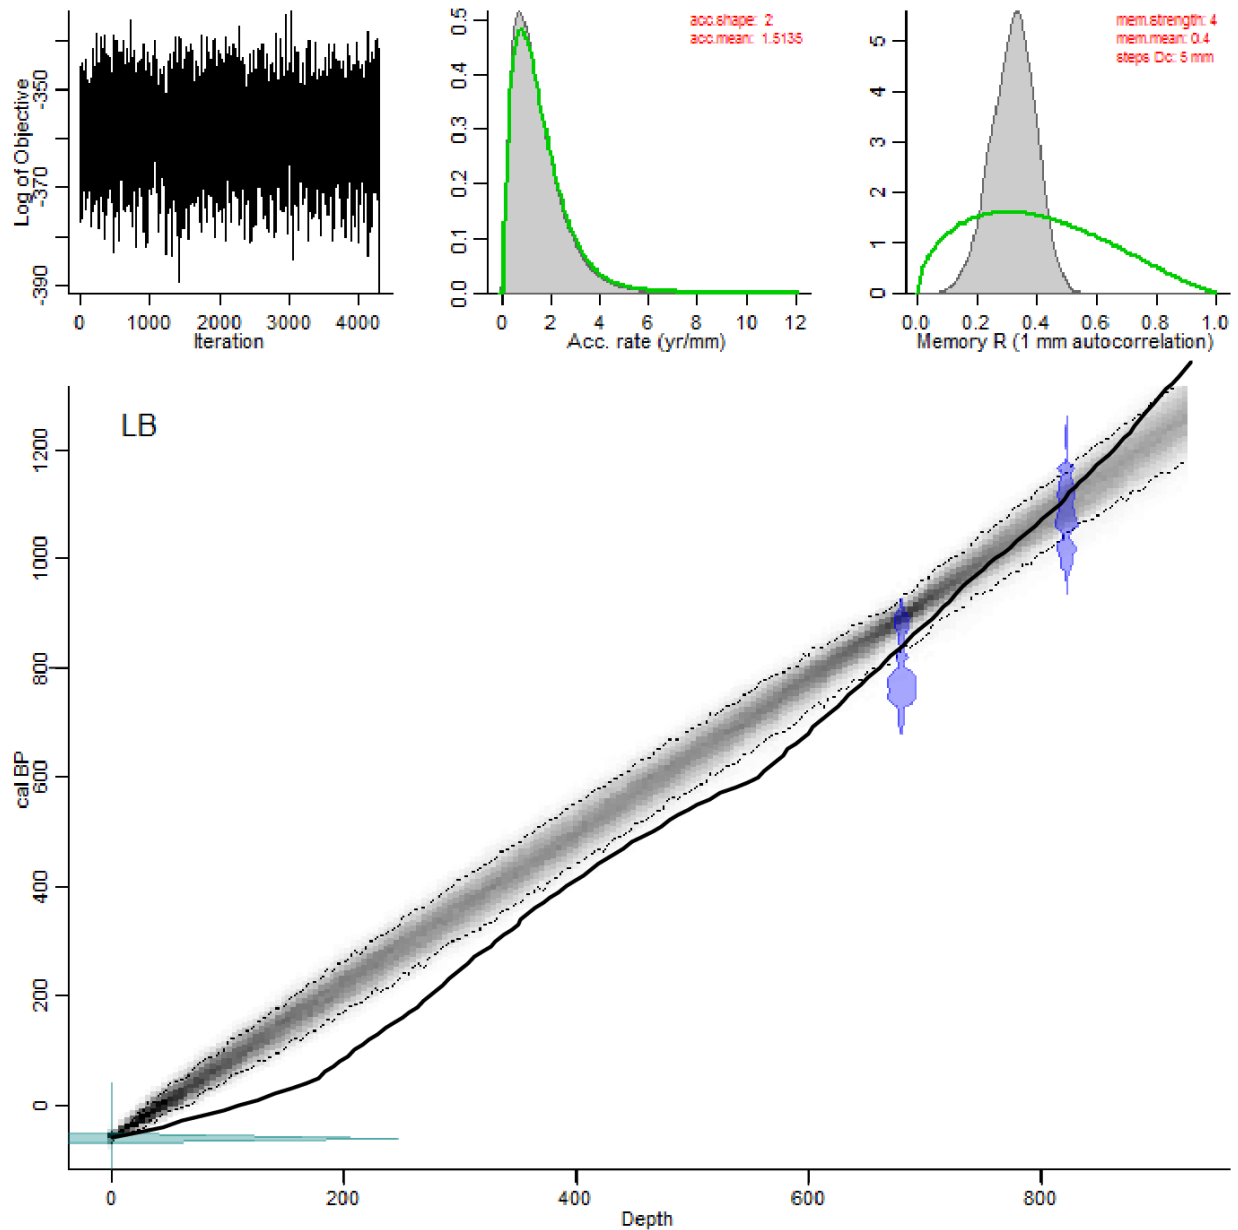 Log of Objective
-350
-370
-390
0 1000 2000 3000 4000
Iteration
acc.shape: 2
acc.mean: 1.5135
0.5
0.4
0.3
0.2
0.1
0.0
0 2 4 6 8 10 12
Acc. rate (yr/mm)
mem.strength: 4
mem.mean: 0.4
steps Dc: 5 mm
5
4
3
2
1
0
0.0 0.2 0.4 0.6 0.8 1.0
Memory R (1 mm autocorrelation)
LB
cal BP
1200
1000
800
600
400
200
0
0 200 400 600 800
Depth